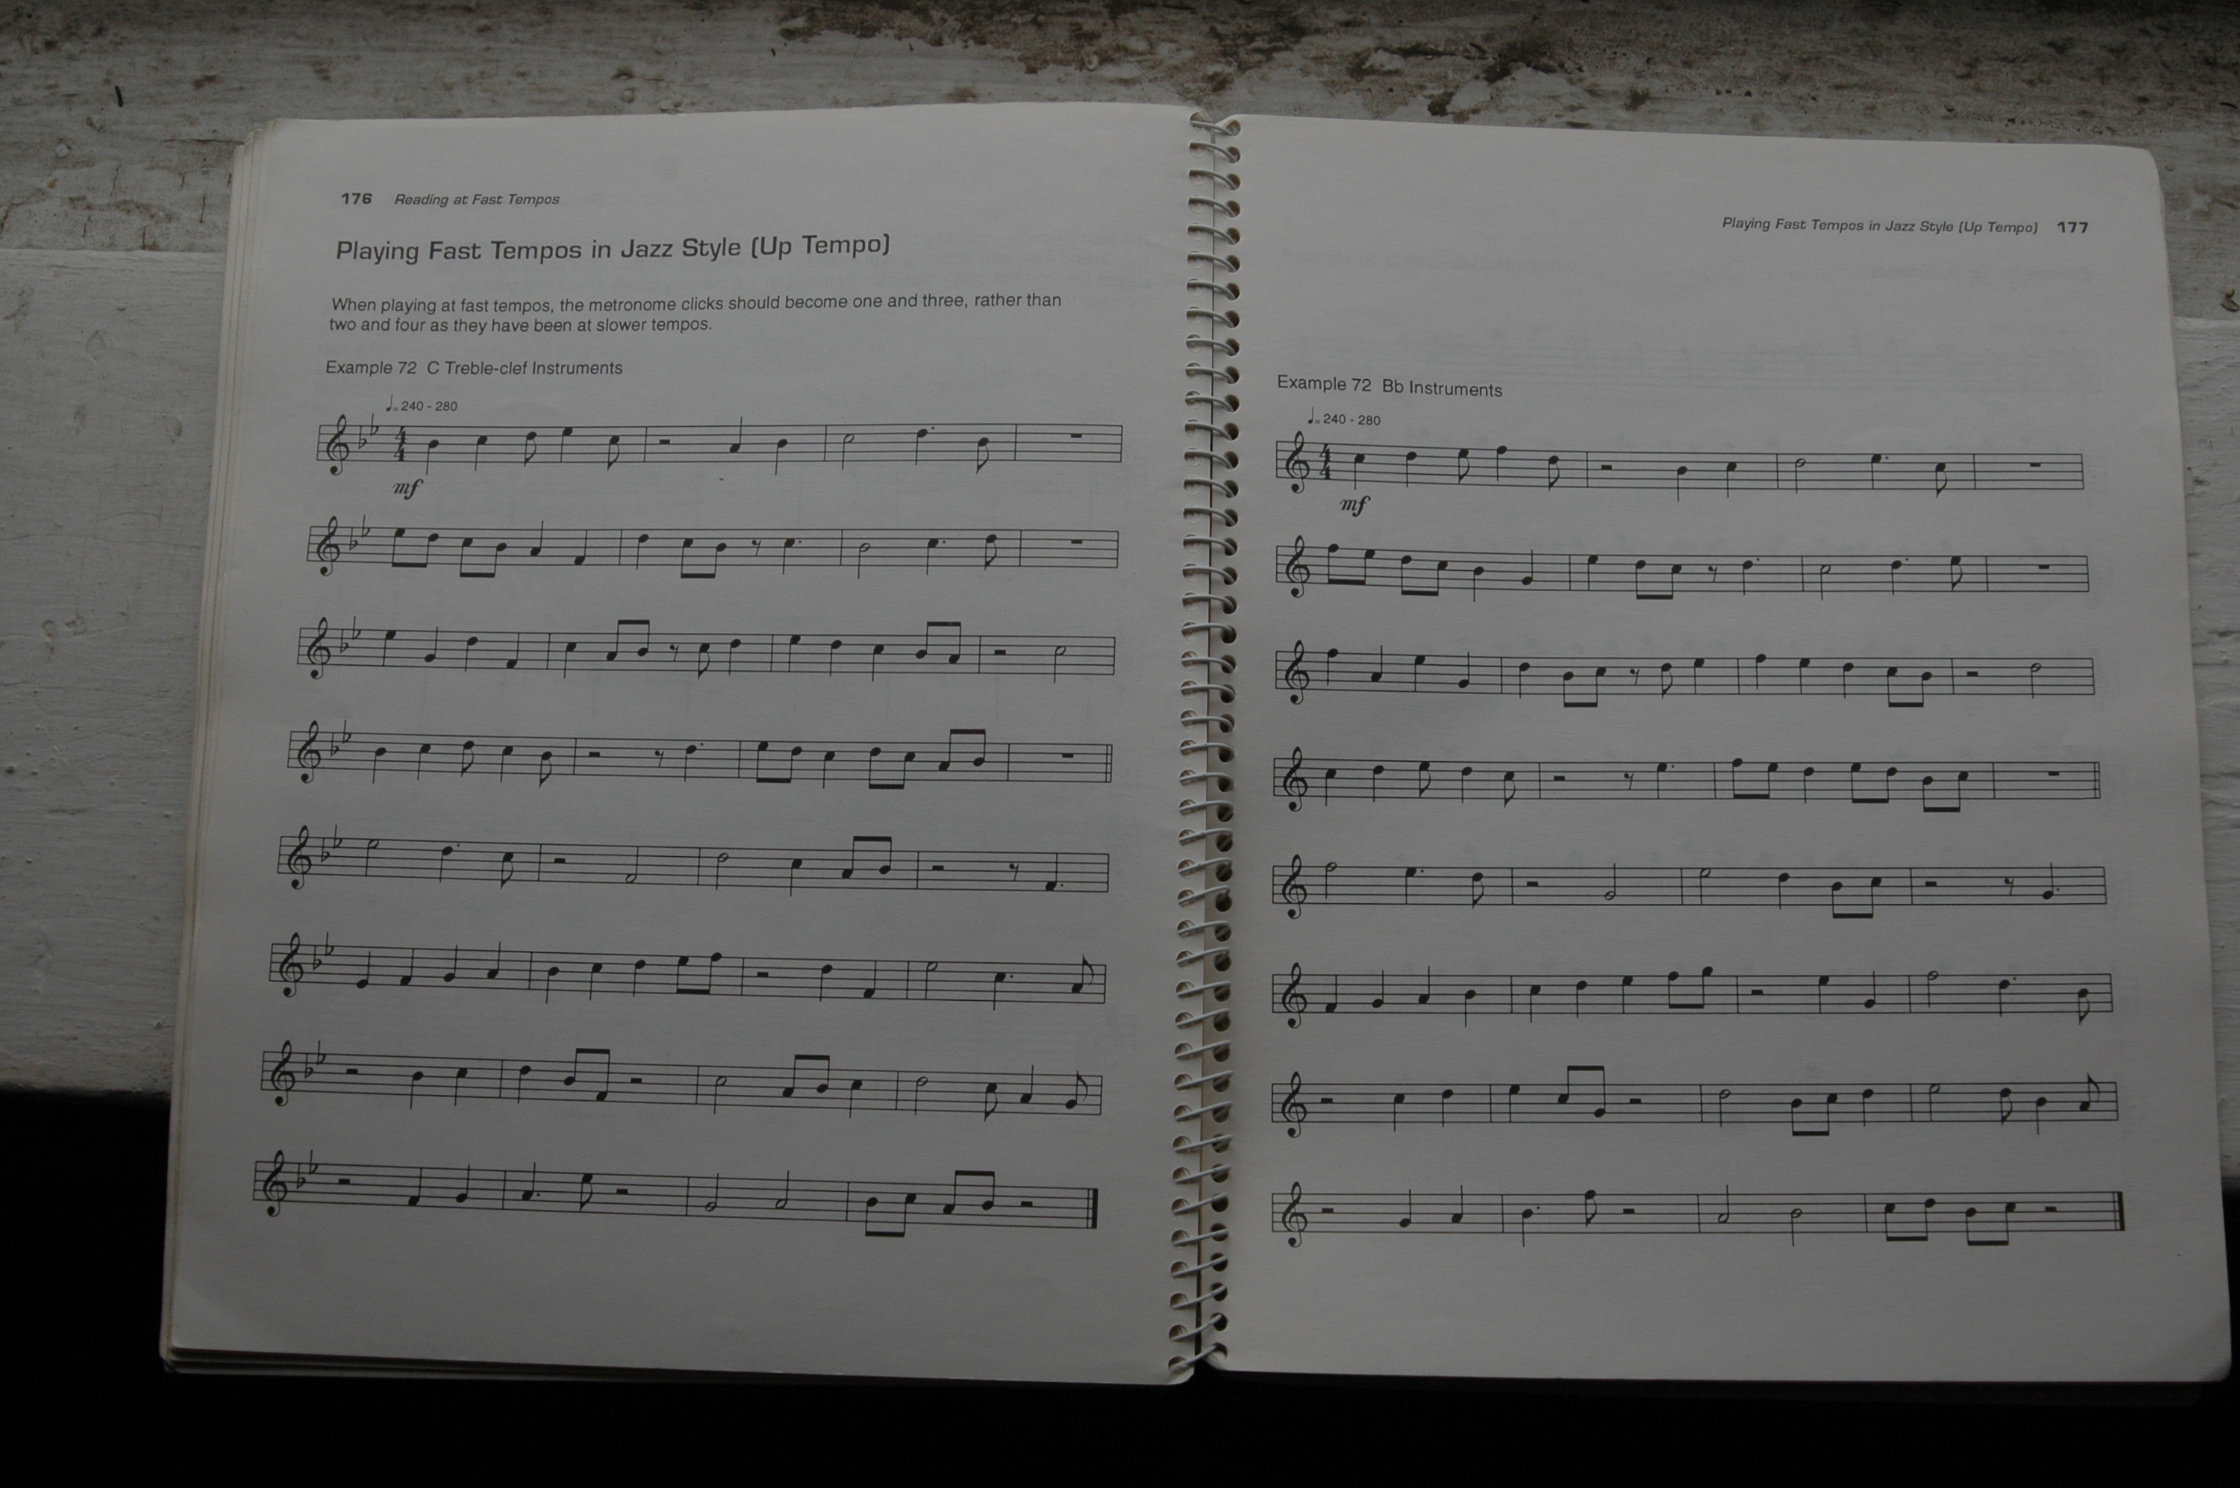 176 Reading at Fast Tempos
Playing Fast Tempos in Jazz Style (Up Tempo)
When playing at fast tempos, the metronome clicks should become one and three, rather than
two and four as they have been at slower tempos.
Example 72 C Treble-clef Instruments
♩= 240 - 280
4
4
mf
Playing Fast Tempos in Jazz Style (Up Tempo) 177
Example 72 Bb Instruments
♩= 240 - 280
4
4
mf